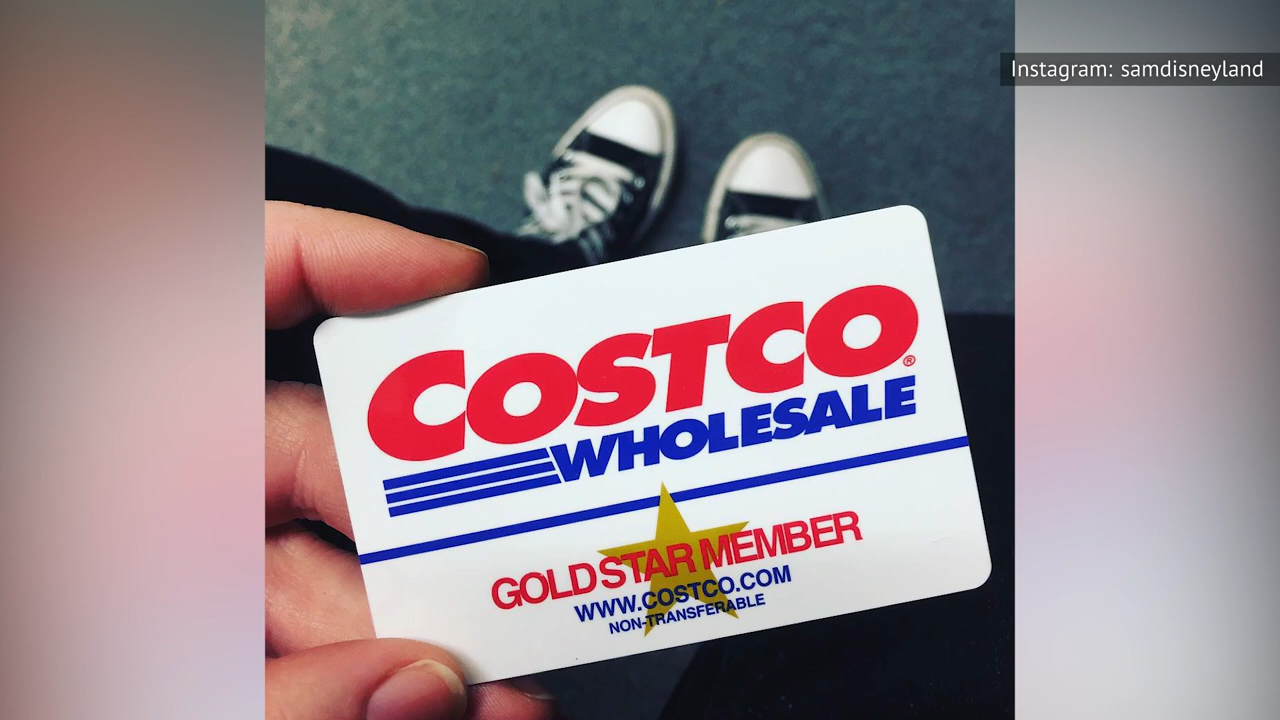 Instagram: samdisneyland
COSTCO®
WHOLESALE
GOLD STAR MEMBER
WWW.COSTCO.COM
NON-TRANSFERABLE